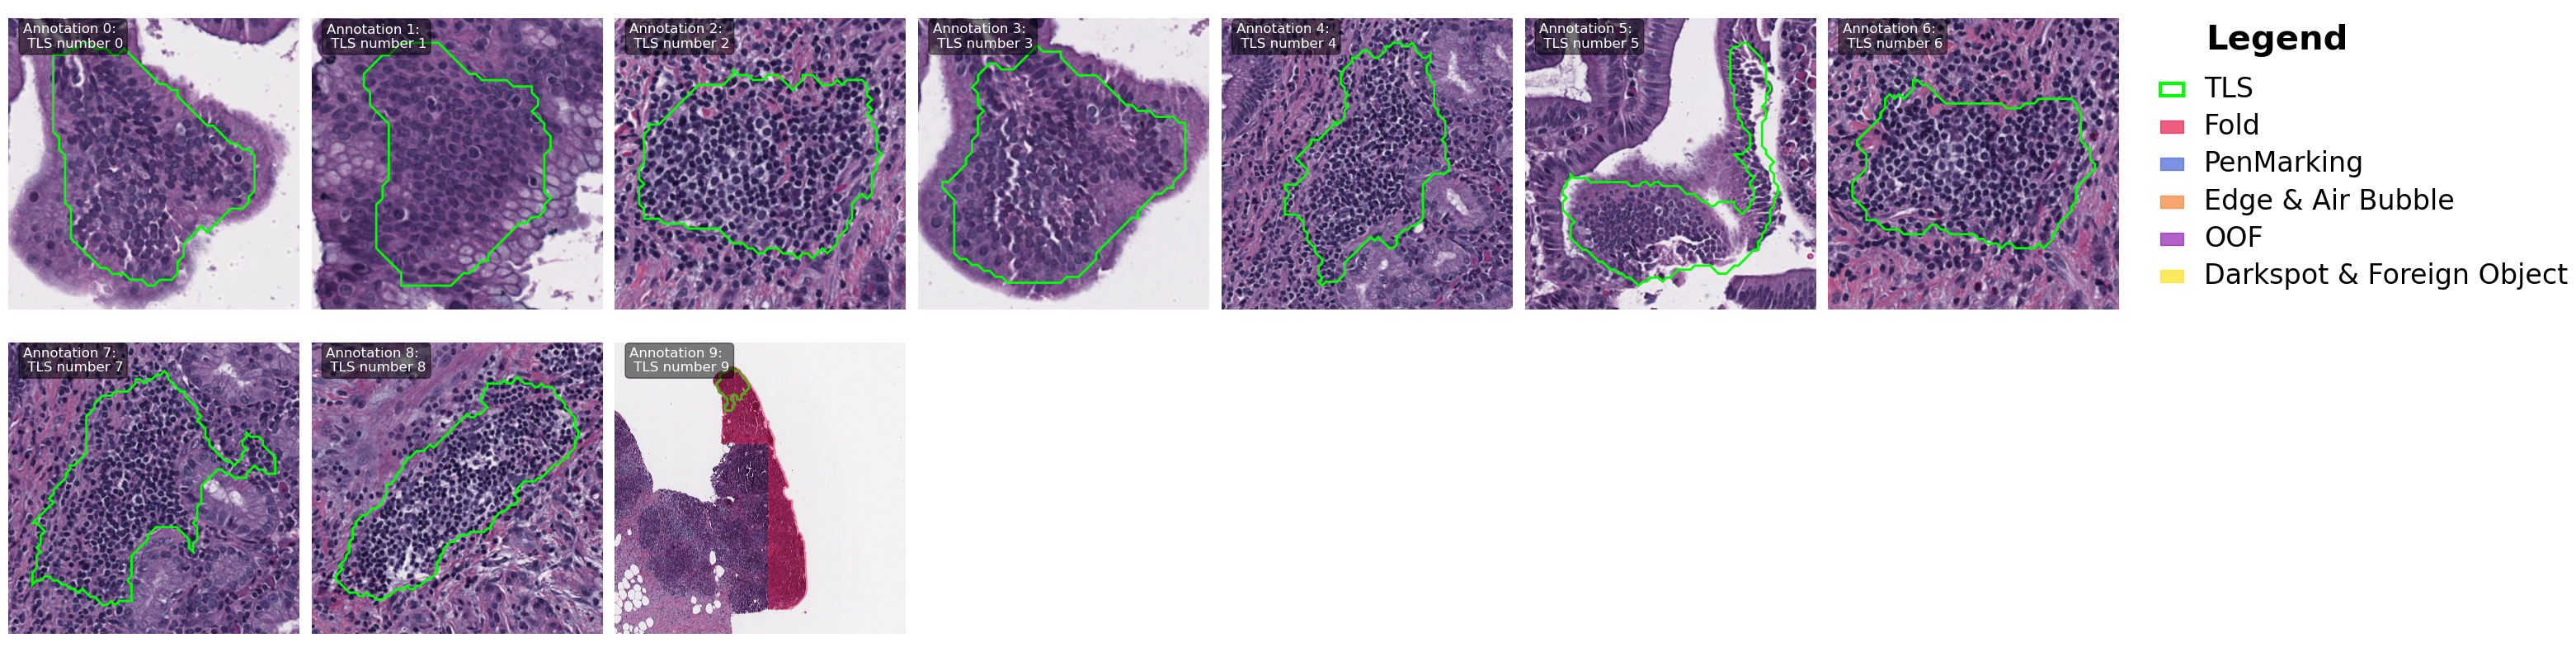 Annotation 0:
TLS number 0
Annotation 1:
TLS number 1
Annotation 2:
TLS number 2
Annotation 3:
TLS number 3
Annotation 4:
TLS number 4
Annotation 5:
TLS number 5
Annotation 6:
TLS number 6
Legend
TLS
Fold
PenMarking
Edge & Air Bubble
OOF
Darkspot & Foreign Object
Annotation 7:
TLS number 7
Annotation 8:
TLS number 8
Annotation 9:
TLS number 9